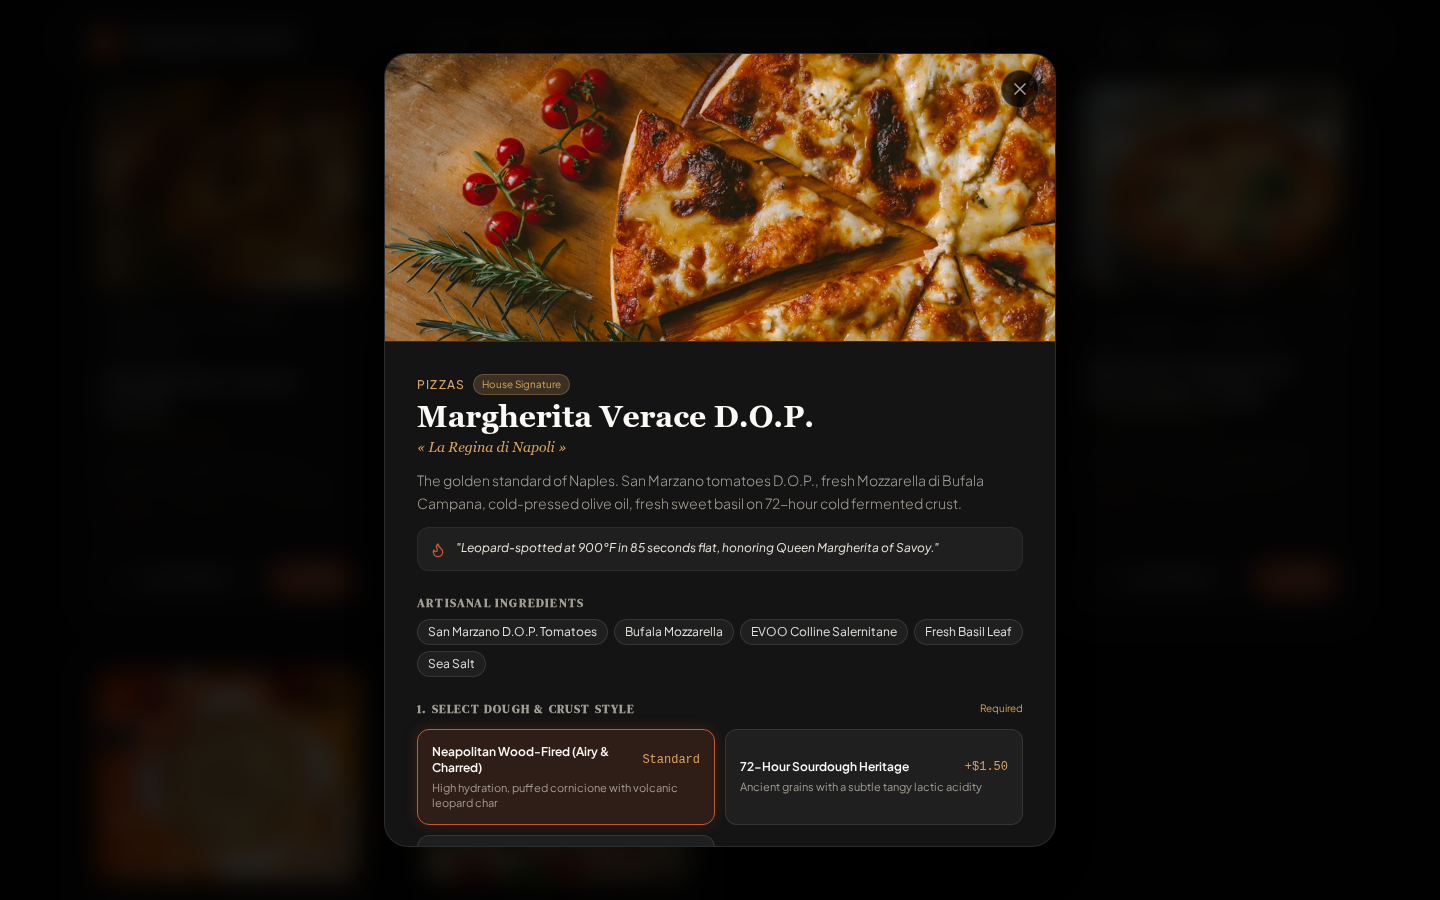 PIZZAS House Signature
Margherita Verace D.O.P.
« La Regina di Napoli »
The golden standard of Naples. San Marzano tomatoes D.O.P., fresh Mozzarella di Bufala
Campana, cold-pressed olive oil, fresh sweet basil on 72-hour cold fermented crust.
"Leopard-spotted at 900°F in 85 seconds flat, honoring Queen Margherita of Savoy."
ARTISANAL INGREDIENTS
San Marzano D.O.P. Tomatoes Bufala Mozzarella EVOO Colline Salernitane Fresh Basil Leaf
Sea Salt
1. SELECT DOUGH & CRUST STYLE Required
Neapolitan Wood-Fired (Airy &
Charred) Standard
High hydration, puffed cornicione with volcanic
leopard char
72-Hour Sourdough Heritage +$1.50
Ancient grains with a subtle tangy lactic acidity